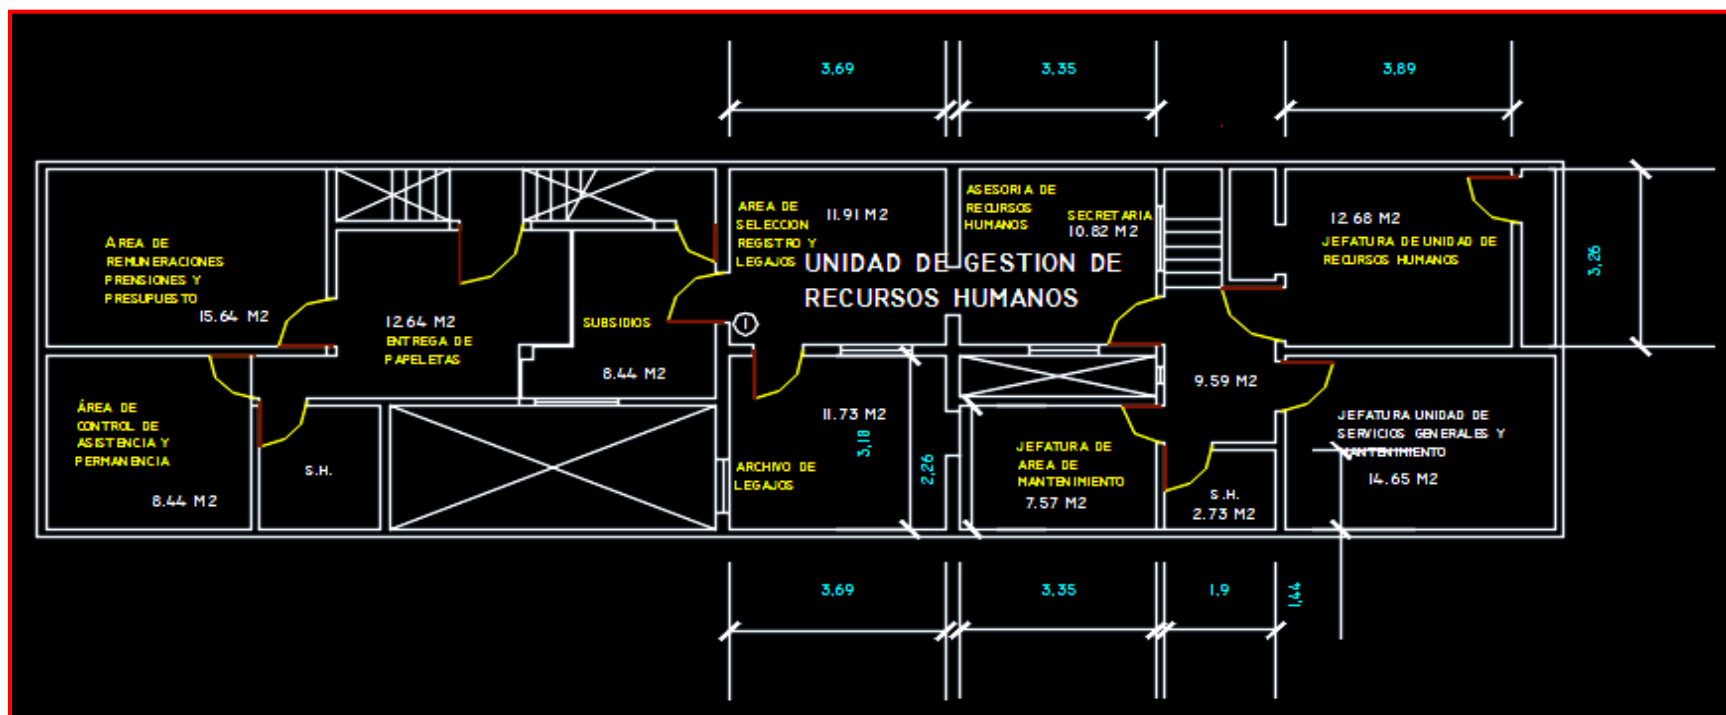 3,69
3,35
3,89
ÁREA DE
REMUNERACIONES
PRENSIONES Y
PRESUPUESTO
15.64 M2
12.64 M2
ENTREGA DE
PAPELETAS
SUBSIDIOS
8.44 M2
AREA DE
SELECCION
REGISTRO Y
LEGAJOS
11.91 M2
ASESORIA DE
RECURSOS
HUMANOS
SECRETARIA
10.82 M2
UNIDAD DE GESTION DE
RECURSOS HUMANOS
1
12.68 M2
JEFATURA DE UNIDAD DE
RECURSOS HUMANOS
3,26
ÁREA DE
CONTROL DE
ASISTENCIA Y
PERMANENCIA
8.44 M2
S.H.
11.73 M2
3,18
2,26
ARCHIVO DE
LEGAJOS
9.59 M2
JEFATURA DE
AREA DE
MANTENIMIENTO
7.57 M2
S.H.
2.73 M2
JEFATURA UNIDAD DE
SERVICIOS GENERALES Y
MANTENIMIENTO
14.65 M2
3,69
3,35
1,9
1,44